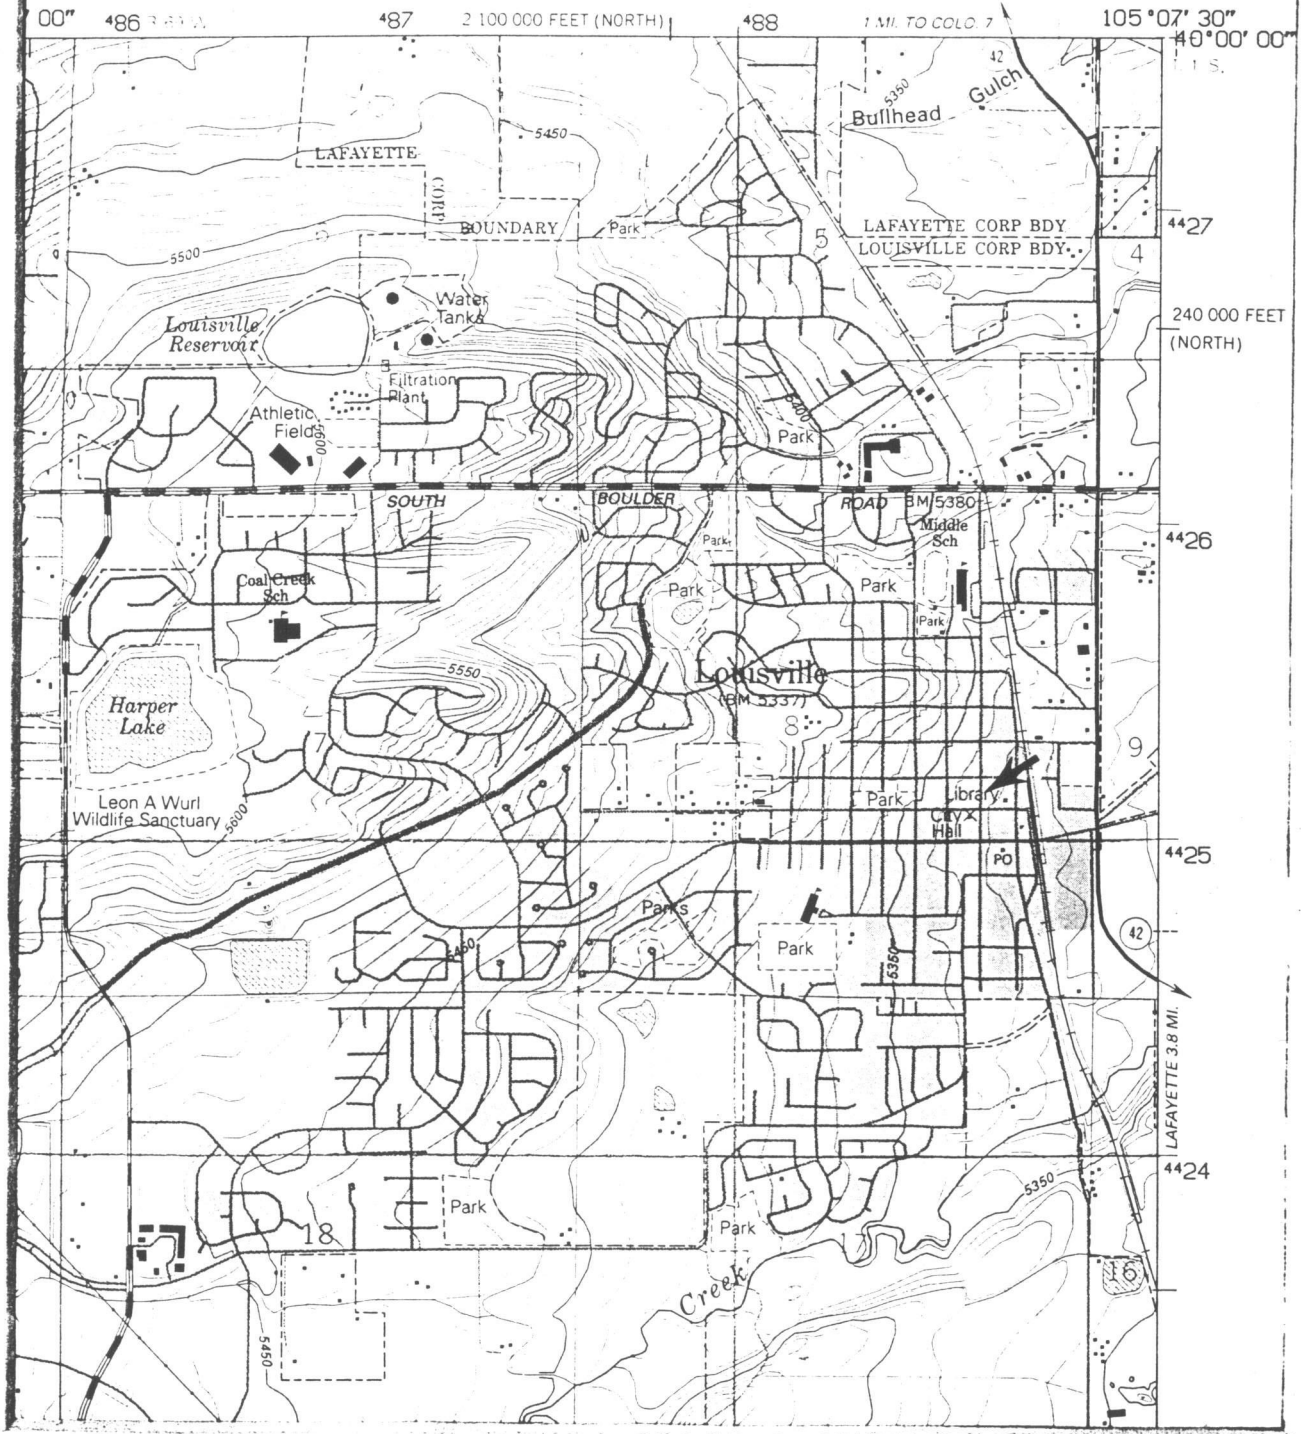 00" 486 487 2 100 000 FEET (NORTH) 488 1 MI. TO COLO. 7 105°07'30"
40°00'00"
42
Gulch
5350
Bullhead
5450
LAFAYETTE
CORP
BOUNDARY
Park
LAFAYETTE CORP BDY
LOUISVILLE CORP BDY
4427
5
4
5500
Water
Tanks
Louisville
Reservoir
240 000 FEET
(NORTH)
Filtration
Plant
Athletic
Field
5600
5400
Park
SOUTH BOULDER ROAD BM 5380
Middle
Sch
4426
Park
Coal Creek
Sch
Park
Park
Park
5550
Louisville
(BM 5337)
Harper
Lake
8
7
9
Leon A Wurl
Wildlife Sanctuary
5600
Park
Library
City
Hall
4425
PO
Parks
Park
42
5450
5350
LAFAYETTE 3.8 MI.
4424
5350
Park
Park
18
17
16
Creek
5450